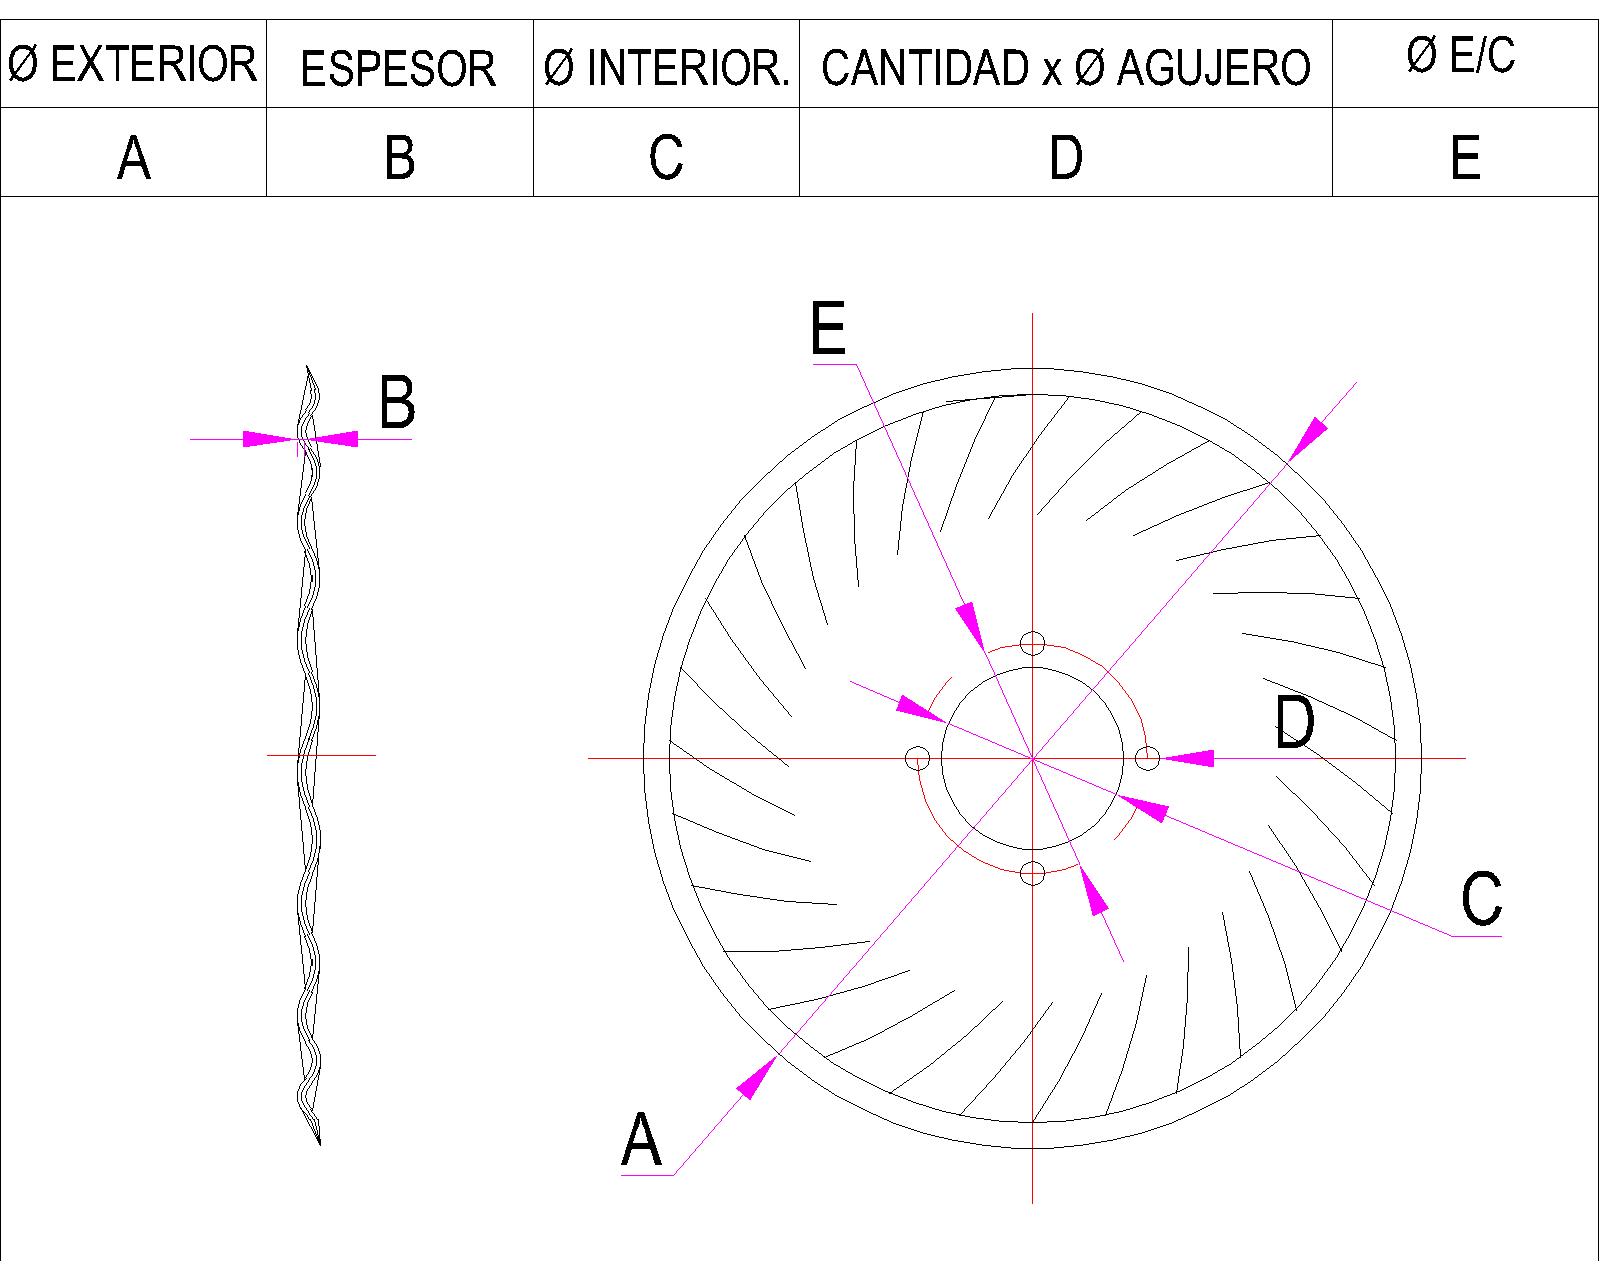 Ø EXTERIOR ESPESOR Ø INTERIOR. CANTIDAD x Ø AGUJERO Ø E/C
A B C D E
E
B
D
C
A